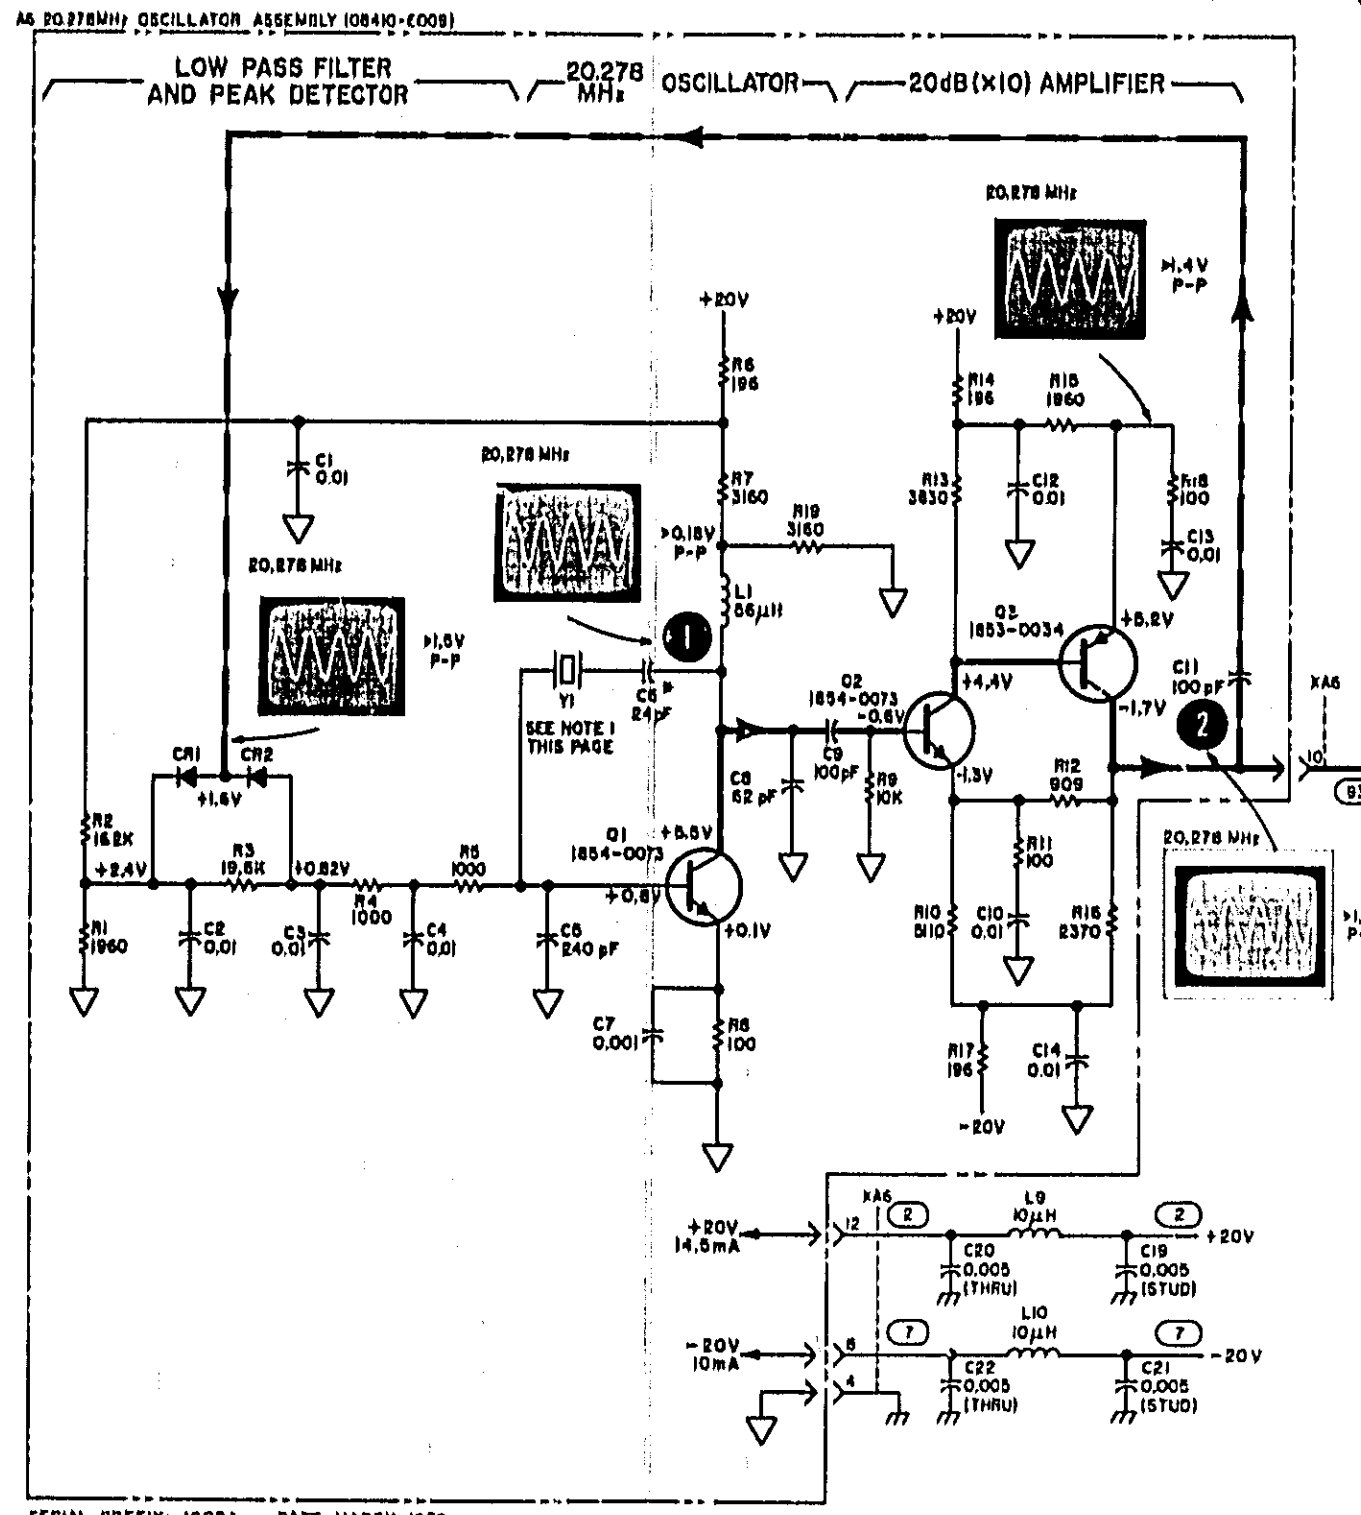 A6 20.278MHz OSCILLATOR ASSEMBLY (08410-6009)
LOW PASS FILTER
AND PEAK DETECTOR
20.278
MHz
OSCILLATOR
20dB (×10) AMPLIFIER
20.278 MHz
>1.4V
P-P
+20V
R6
196
+20V
R14
196
R15
1960
C1
0.01
20.278 MHz
R7
3160
R19
3160
>0.18V
P-P
R13
3830
C12
0.01
R18
100
C13
0.01
20.278 MHz
>1.6V
P-P
L1
56µH
1
Q3
1853-0034
+5.2V
Y1
C6 *
24pF
SEE NOTE 1
THIS PAGE
Q2
1854-0073
-0.6V
+4.4V
C11
100pF
-1.7V
XA6
2
10
CR1
CR2
+1.6V
C8
62pF
C9
100pF
R9
10K
-1.3V
R12
909
20.278 MHz
R2
16.2K
+2.4V
R3
19.6K
+0.82V
R4
1000
R5
1000
Q1
1854-0073
+5.5V
+0.8V
+0.1V
R11
100
R1
1960
C2
0.01
C3
0.01
C4
0.01
C5
240pF
R10
5110
C10
0.01
R16
2370
C7
0.001
R8
100
R17
196
C14
0.01
-20V
XA6
+20V
14.5mA
12
2
L9
10µH
2
+20V
C20
0.005
(THRU)
C19
0.005
(STUD)
-20V
10mA
7
L10
10µH
7
-20V
4
C22
0.005
(THRU)
C21
0.005
(STUD)